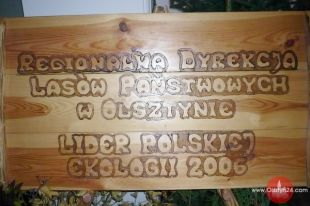 Regionalna Dyrekcja
Lasów Państwowych
w Olsztynie
Lider Polskiej
Ekologii 2006
www.Olsztyn24.com